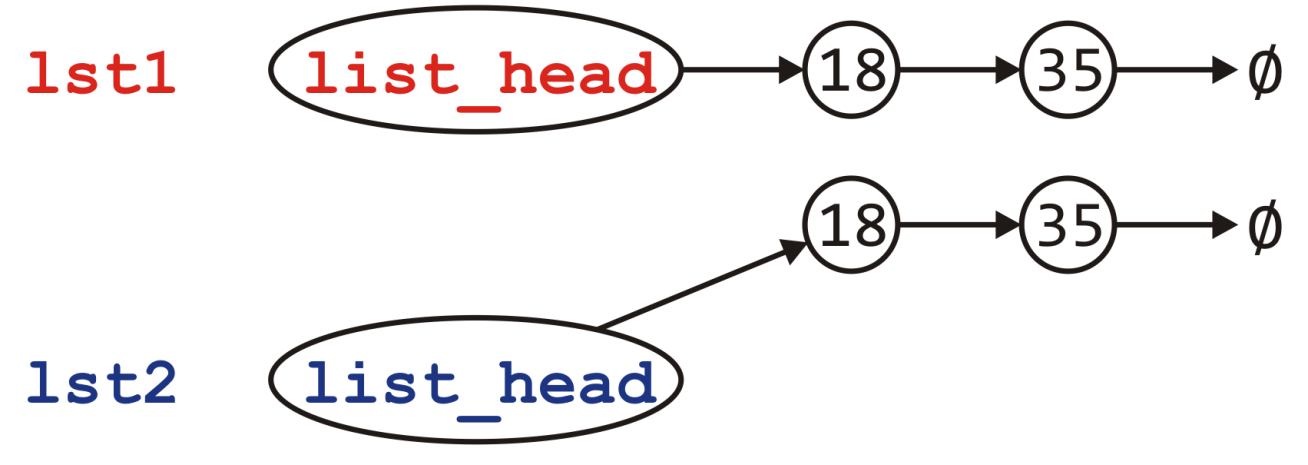 lst1 list_head 18 35 Ø
18 35 Ø
lst2 list_head